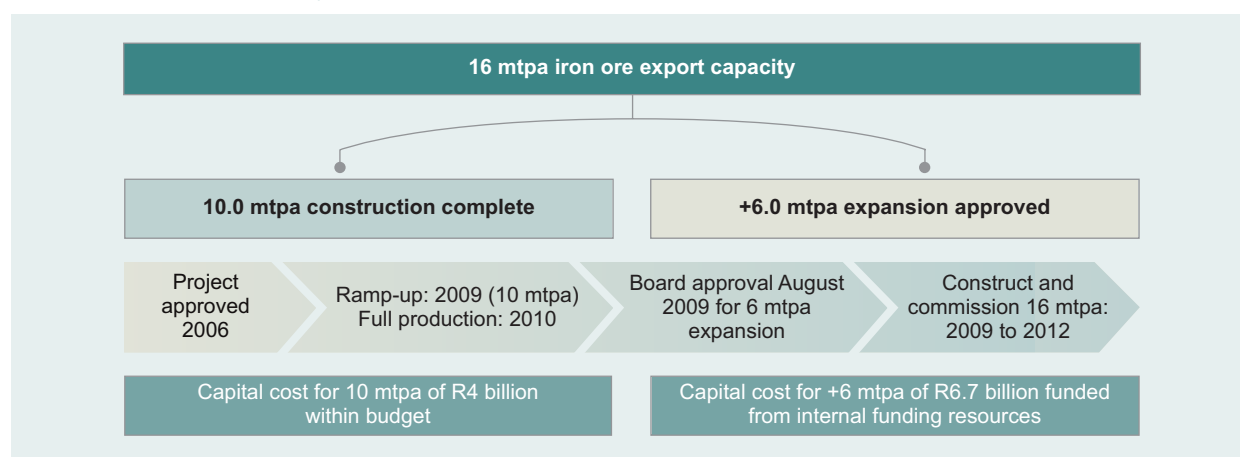 16 mtpa iron ore export capacity
10.0 mtpa construction complete
+6.0 mtpa expansion approved
Project
approved
2006
Ramp-up: 2009 (10 mtpa)
Full production: 2010
Board approval August
2009 for 6 mtpa
expansion
Construct and
commission 16 mtpa:
2009 to 2012
Capital cost for 10 mtpa of R4 billion
within budget
Capital cost for +6 mtpa of R6.7 billion funded
from internal funding resources